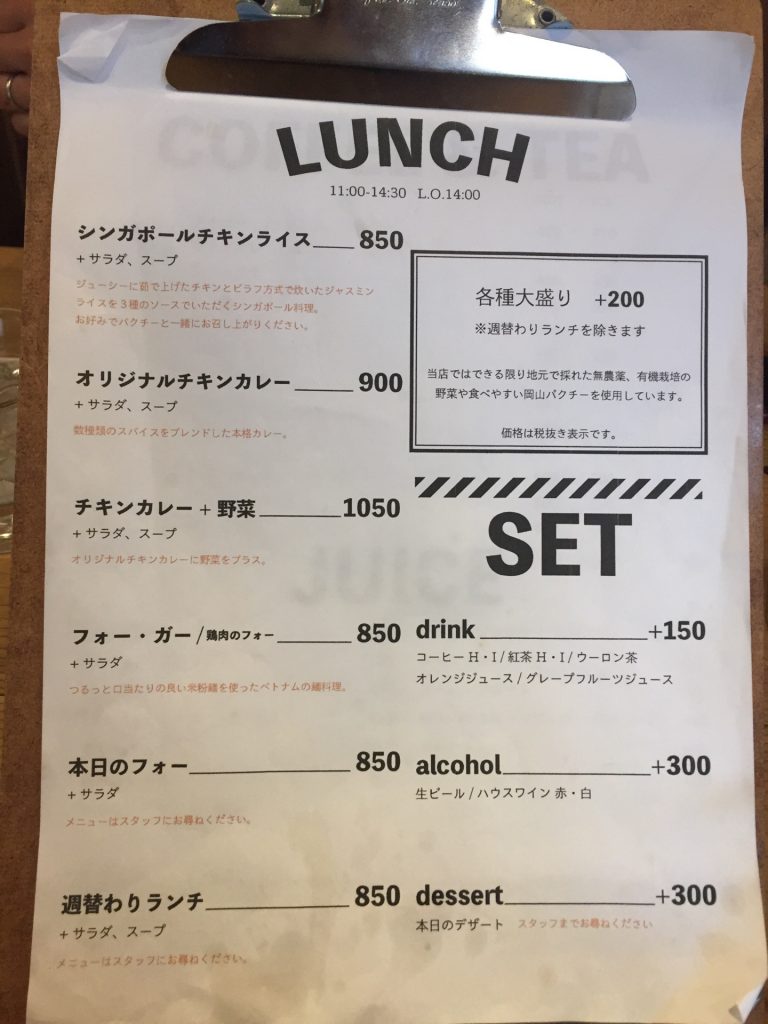 LUNCH
11:00-14:30 L.O.14:00
シンガポールチキンライス 850
+ サラダ、スープ
ジューシーに茹で上げたチキンとピラフ方式で炊いたジャスミン
ライスを3種のソースでいただくシンガポール料理。
お好みでパクチーと一緒にお召し上がりください。
オリジナルチキンカレー 900
+ サラダ、スープ
数種類のスパイスをブレンドした本格カレー。
チキンカレー + 野菜 1050
+ サラダ、スープ
オリジナルチキンカレーに野菜をプラス。
フォー・ガー / 鶏肉のフォー 850
+ サラダ
つるっと口当たりの良い米粉麺を使ったベトナムの麺料理。
本日のフォー 850
+ サラダ
メニューはスタッフにお尋ねください。
週替わりランチ 850
+ サラダ、スープ
メニューはスタッフにお尋ねください。
各種大盛り +200
※週替わりランチを除きます
当店ではできる限り地元で採れた無農薬、有機栽培の
野菜や食べやすい岡山パクチーを使用しています。
価格は税抜き表示です。
SET
drink +150
コーヒー H・I / 紅茶 H・I / ウーロン茶
オレンジジュース / グレープフルーツジュース
alcohol +300
生ビール / ハウスワイン 赤・白
dessert +300
本日のデザート スタッフまでお尋ねください